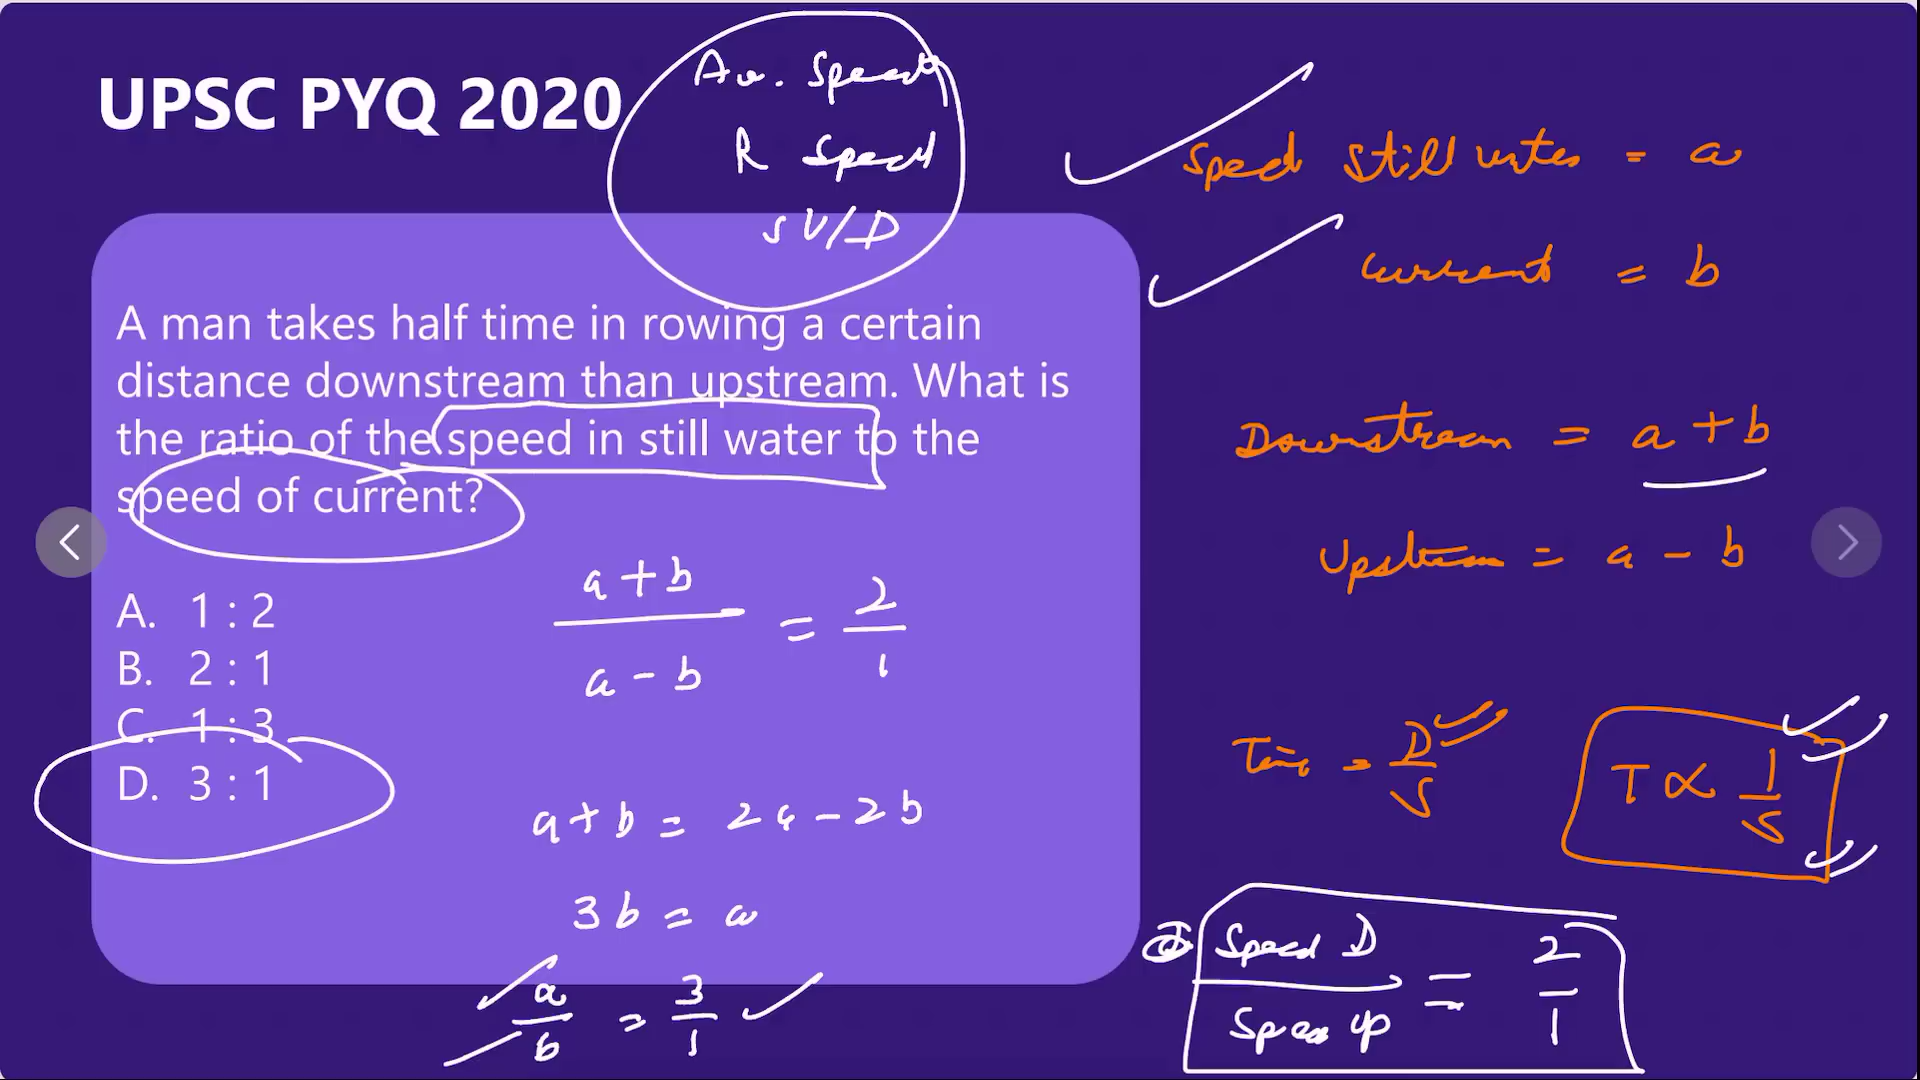 UPSC PYQ 2020
Av. Speed
R Speed
S U/D
A man takes half time in rowing a certain
distance downstream than upstream. What is
the ratio of the speed in still water to the
speed of current?
A. 1 : 2
B. 2 : 1
C. 1 : 3
D. 3 : 1
a+b / a-b = 2/1
a+b = 2a-2b
3b = a
a/b = 3/1
Speed Still water = a
Current = b
Downstream = a+b
Upstream = a-b
Time = D/S
T ∝ 1/S
Speed D / Speed up = 2/1